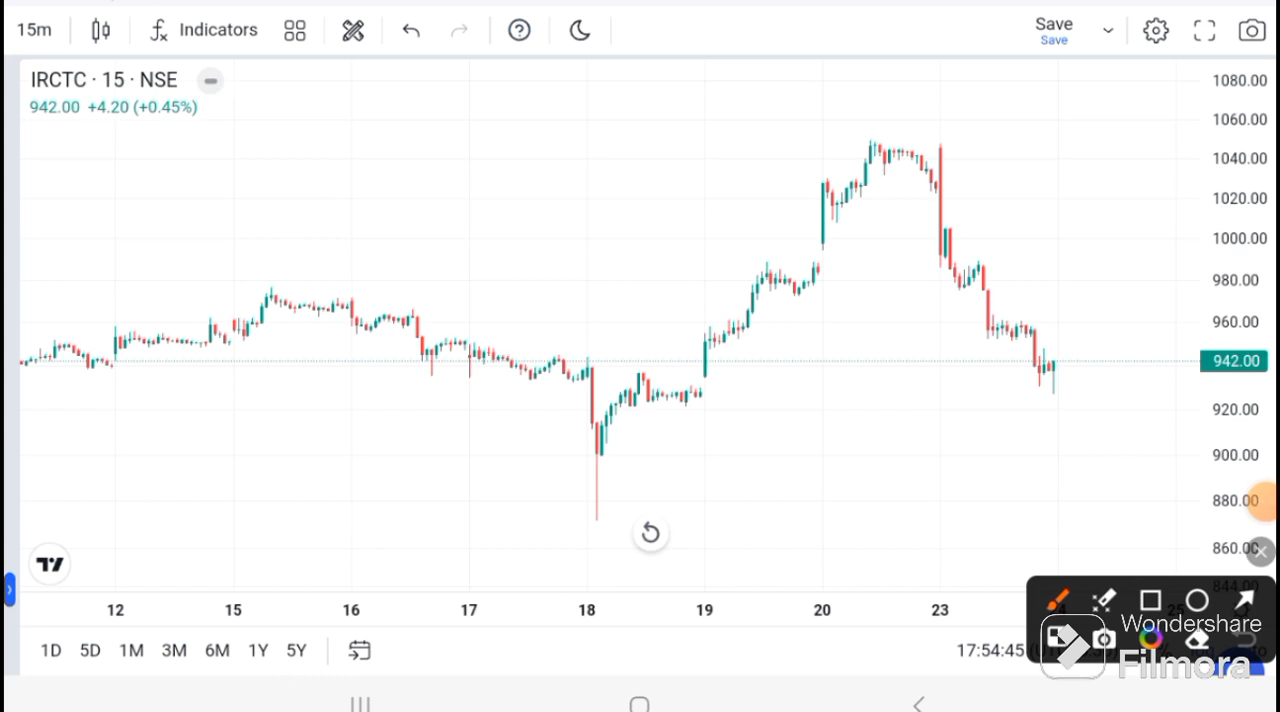 15m Indicators Save
Save
IRCTC · 15 · NSE
942.00 +4.20 (+0.45%)
1080.00
1060.00
1040.00
1020.00
1000.00
980.00
960.00
942.00
920.00
900.00
880.00
860.00
844.00
12 15 16 17 18 19 20 23 25
1D 5D 1M 3M 6M 1Y 5Y 17:54:45
Wondershare
Filmora